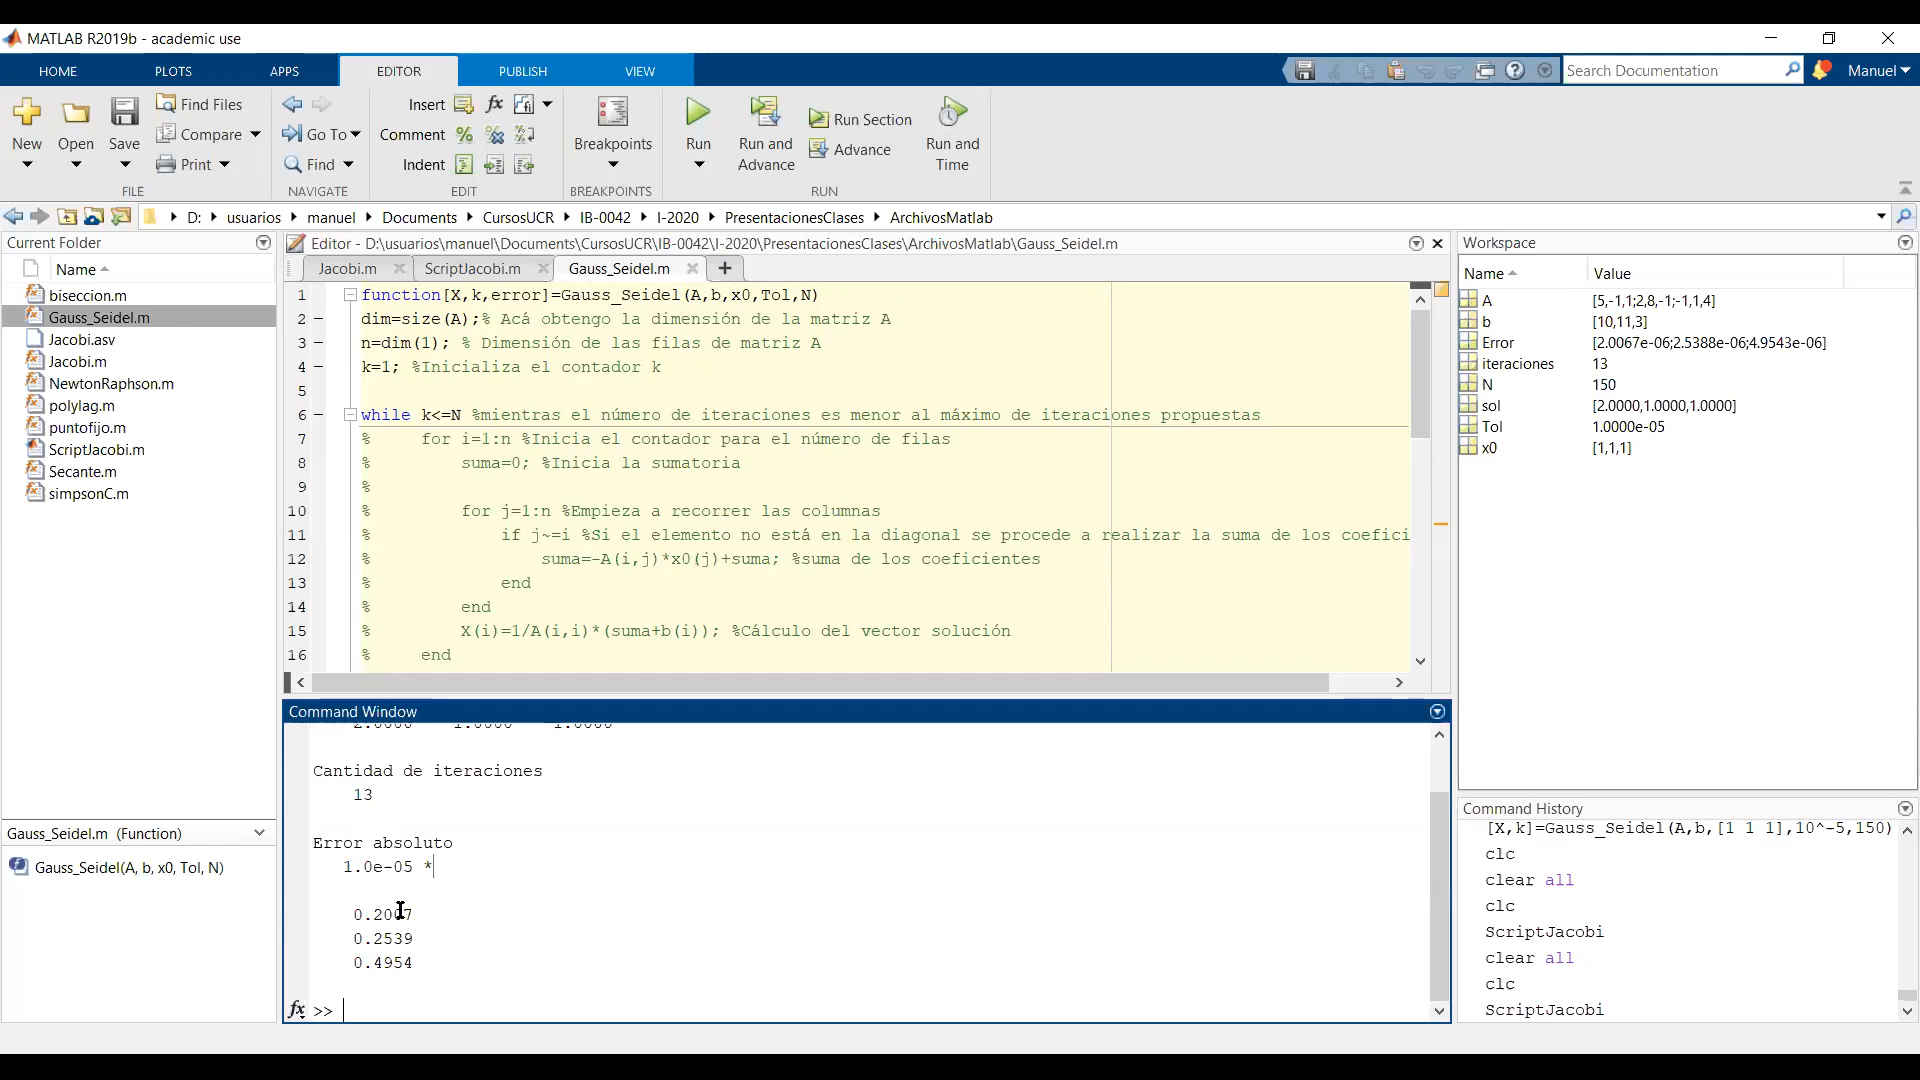 MATLAB R2019b - academic use
HOME PLOTS APPS EDITOR PUBLISH VIEW
Search Documentation
Manuel
New Open Save
Find Files
Compare
Print
FILE
Go To
Find
NAVIGATE
Insert fx
Comment
Indent
EDIT
Breakpoints
BREAKPOINTS
Run
Run and Advance
Run Section
Advance
Run and Time
RUN
D: usuarios manuel Documents CursosUCR IB-0042 I-2020 PresentacionesClases ArchivosMatlab
Current Folder
Name
biseccion.m
Gauss_Seidel.m
Jacobi.asv
Jacobi.m
NewtonRaphson.m
polylag.m
puntofijo.m
ScriptJacobi.m
Secante.m
simpsonC.m
Gauss_Seidel.m (Function)
Gauss_Seidel(A, b, x0, Tol, N)
Editor - D:\usuarios\manuel\Documents\CursosUCR\IB-0042\I-2020\PresentacionesClases\ArchivosMatlab\Gauss_Seidel.m
Jacobi.m ScriptJacobi.m Gauss_Seidel.m
1 function[X,k,error]=Gauss_Seidel(A,b,x0,Tol,N)
2 – dim=size(A);% Acá obtengo la dimensión de la matriz A
3 – n=dim(1); % Dimensión de las filas de matriz A
4 – k=1; %Inicializa el contador k
5
6 – while k<=N %mientras el número de iteraciones es menor al máximo de iteraciones propuestas
7 % for i=1:n %Inicia el contador para el número de filas
8 % suma=0; %Inicia la sumatoria
9 %
10 % for j=1:n %Empieza a recorrer las columnas
11 % if j~=i %Si el elemento no está en la diagonal se procede a realizar la suma de los coefici
12 % suma=-A(i,j)*x0(j)+suma; %suma de los coeficientes
13 % end
14 % end
15 % X(i)=1/A(i,i)*(suma+b(i)); %Cálculo del vector solución
16 % end
Command Window
2.0000 1.0000 1.0000
Cantidad de iteraciones
13
Error absoluto
1.0e-05 *
0.2007
0.2539
0.4954
fx >>
Workspace
Name Value
A [5,-1,1;2,8,-1;-1,1,4]
b [10,11,3]
Error [2.0067e-06;2.5388e-06;4.9543e-06]
iteraciones 13
N 150
sol [2.0000,1.0000,1.0000]
Tol 1.0000e-05
x0 [1,1,1]
Command History
[X,k]=Gauss_Seidel(A,b,[1 1 1],10^-5,150)
clc
clear all
clc
ScriptJacobi
clear all
clc
ScriptJacobi